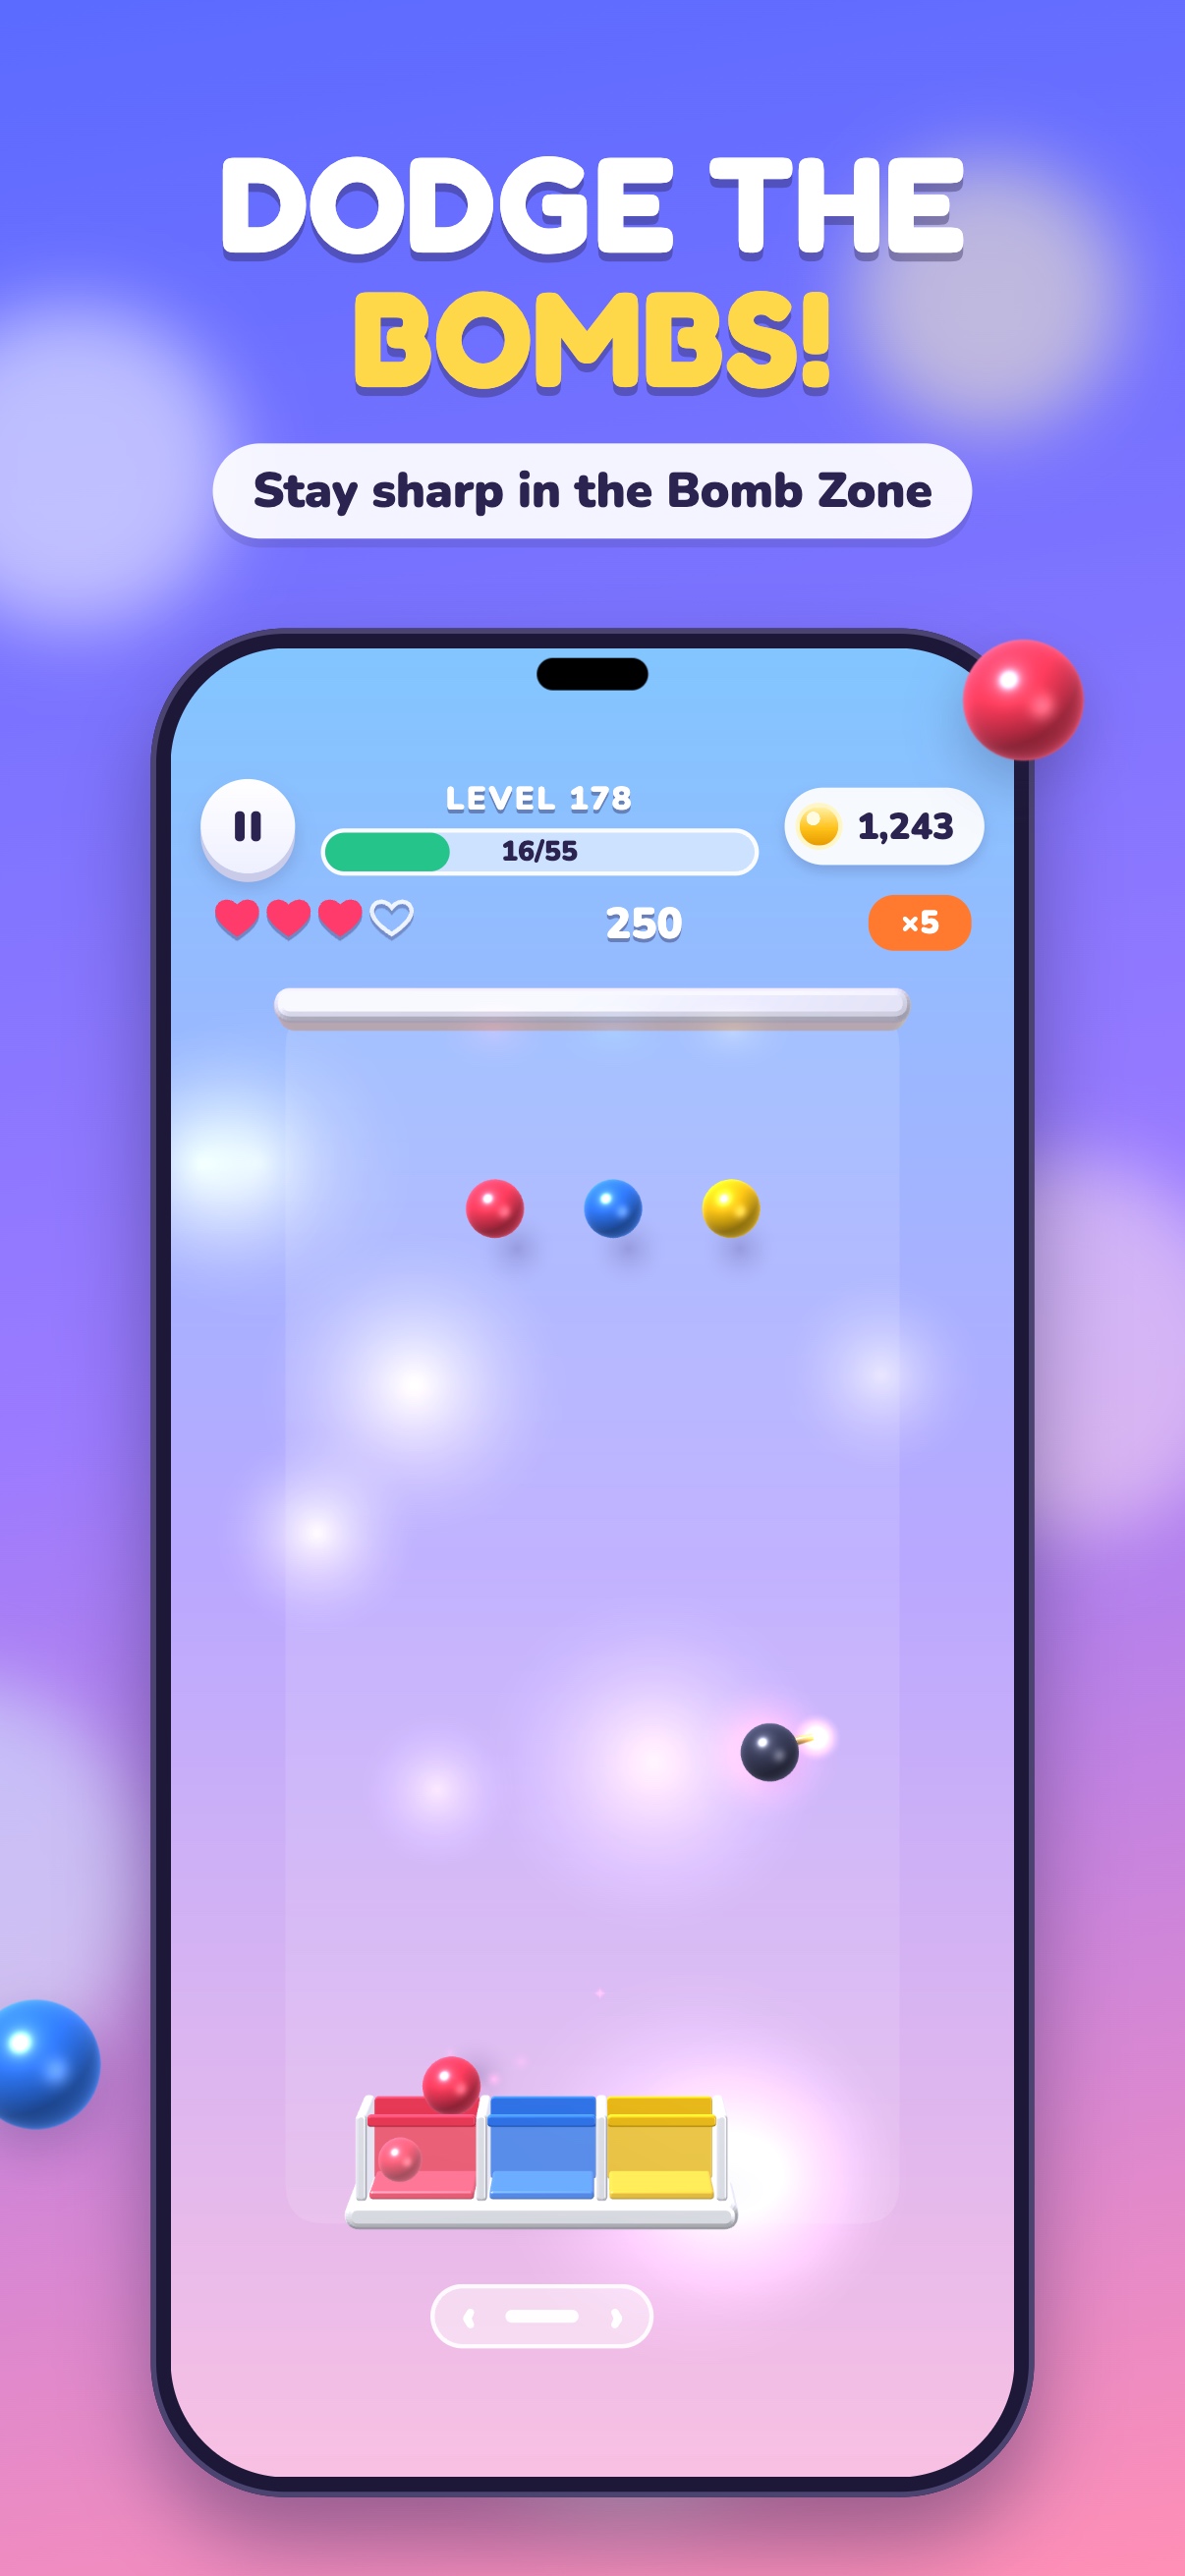 DODGE THE
BOMBS!
Stay sharp in the Bomb Zone
LEVEL 178
16/55
1,243
250
×5